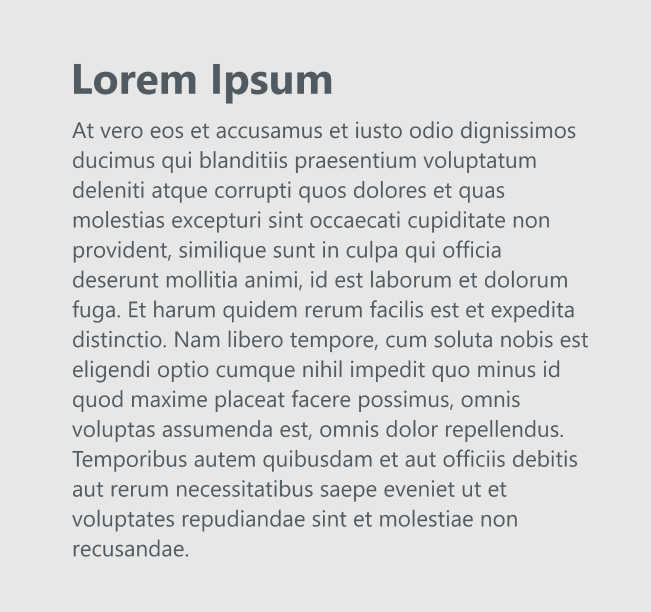 Lorem Ipsum
At vero eos et accusamus et iusto odio dignissimos
ducimus qui blanditiis praesentium voluptatum
deleniti atque corrupti quos dolores et quas
molestias excepturi sint occaecati cupiditate non
provident, similique sunt in culpa qui officia
deserunt mollitia animi, id est laborum et dolorum
fuga. Et harum quidem rerum facilis est et expedita
distinctio. Nam libero tempore, cum soluta nobis est
eligendi optio cumque nihil impedit quo minus id
quod maxime placeat facere possimus, omnis
voluptas assumenda est, omnis dolor repellendus.
Temporibus autem quibusdam et aut officiis debitis
aut rerum necessitatibus saepe eveniet ut et
voluptates repudiandae sint et molestiae non
recusandae.